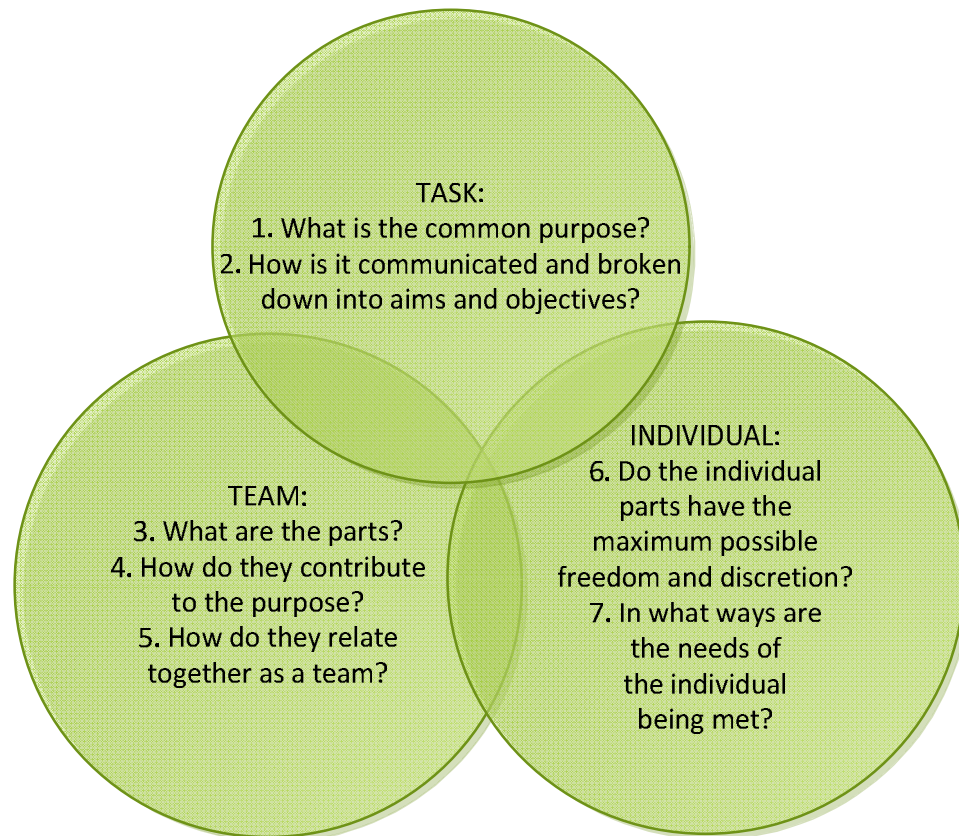 TASK:
1. What is the common purpose?
2. How is it communicated and broken
down into aims and objectives?
TEAM:
3. What are the parts?
4. How do they contribute
to the purpose?
5. How do they relate
together as a team?
INDIVIDUAL:
6. Do the individual
parts have the
maximum possible
freedom and discretion?
7. In what ways are
the needs of
the individual
being met?